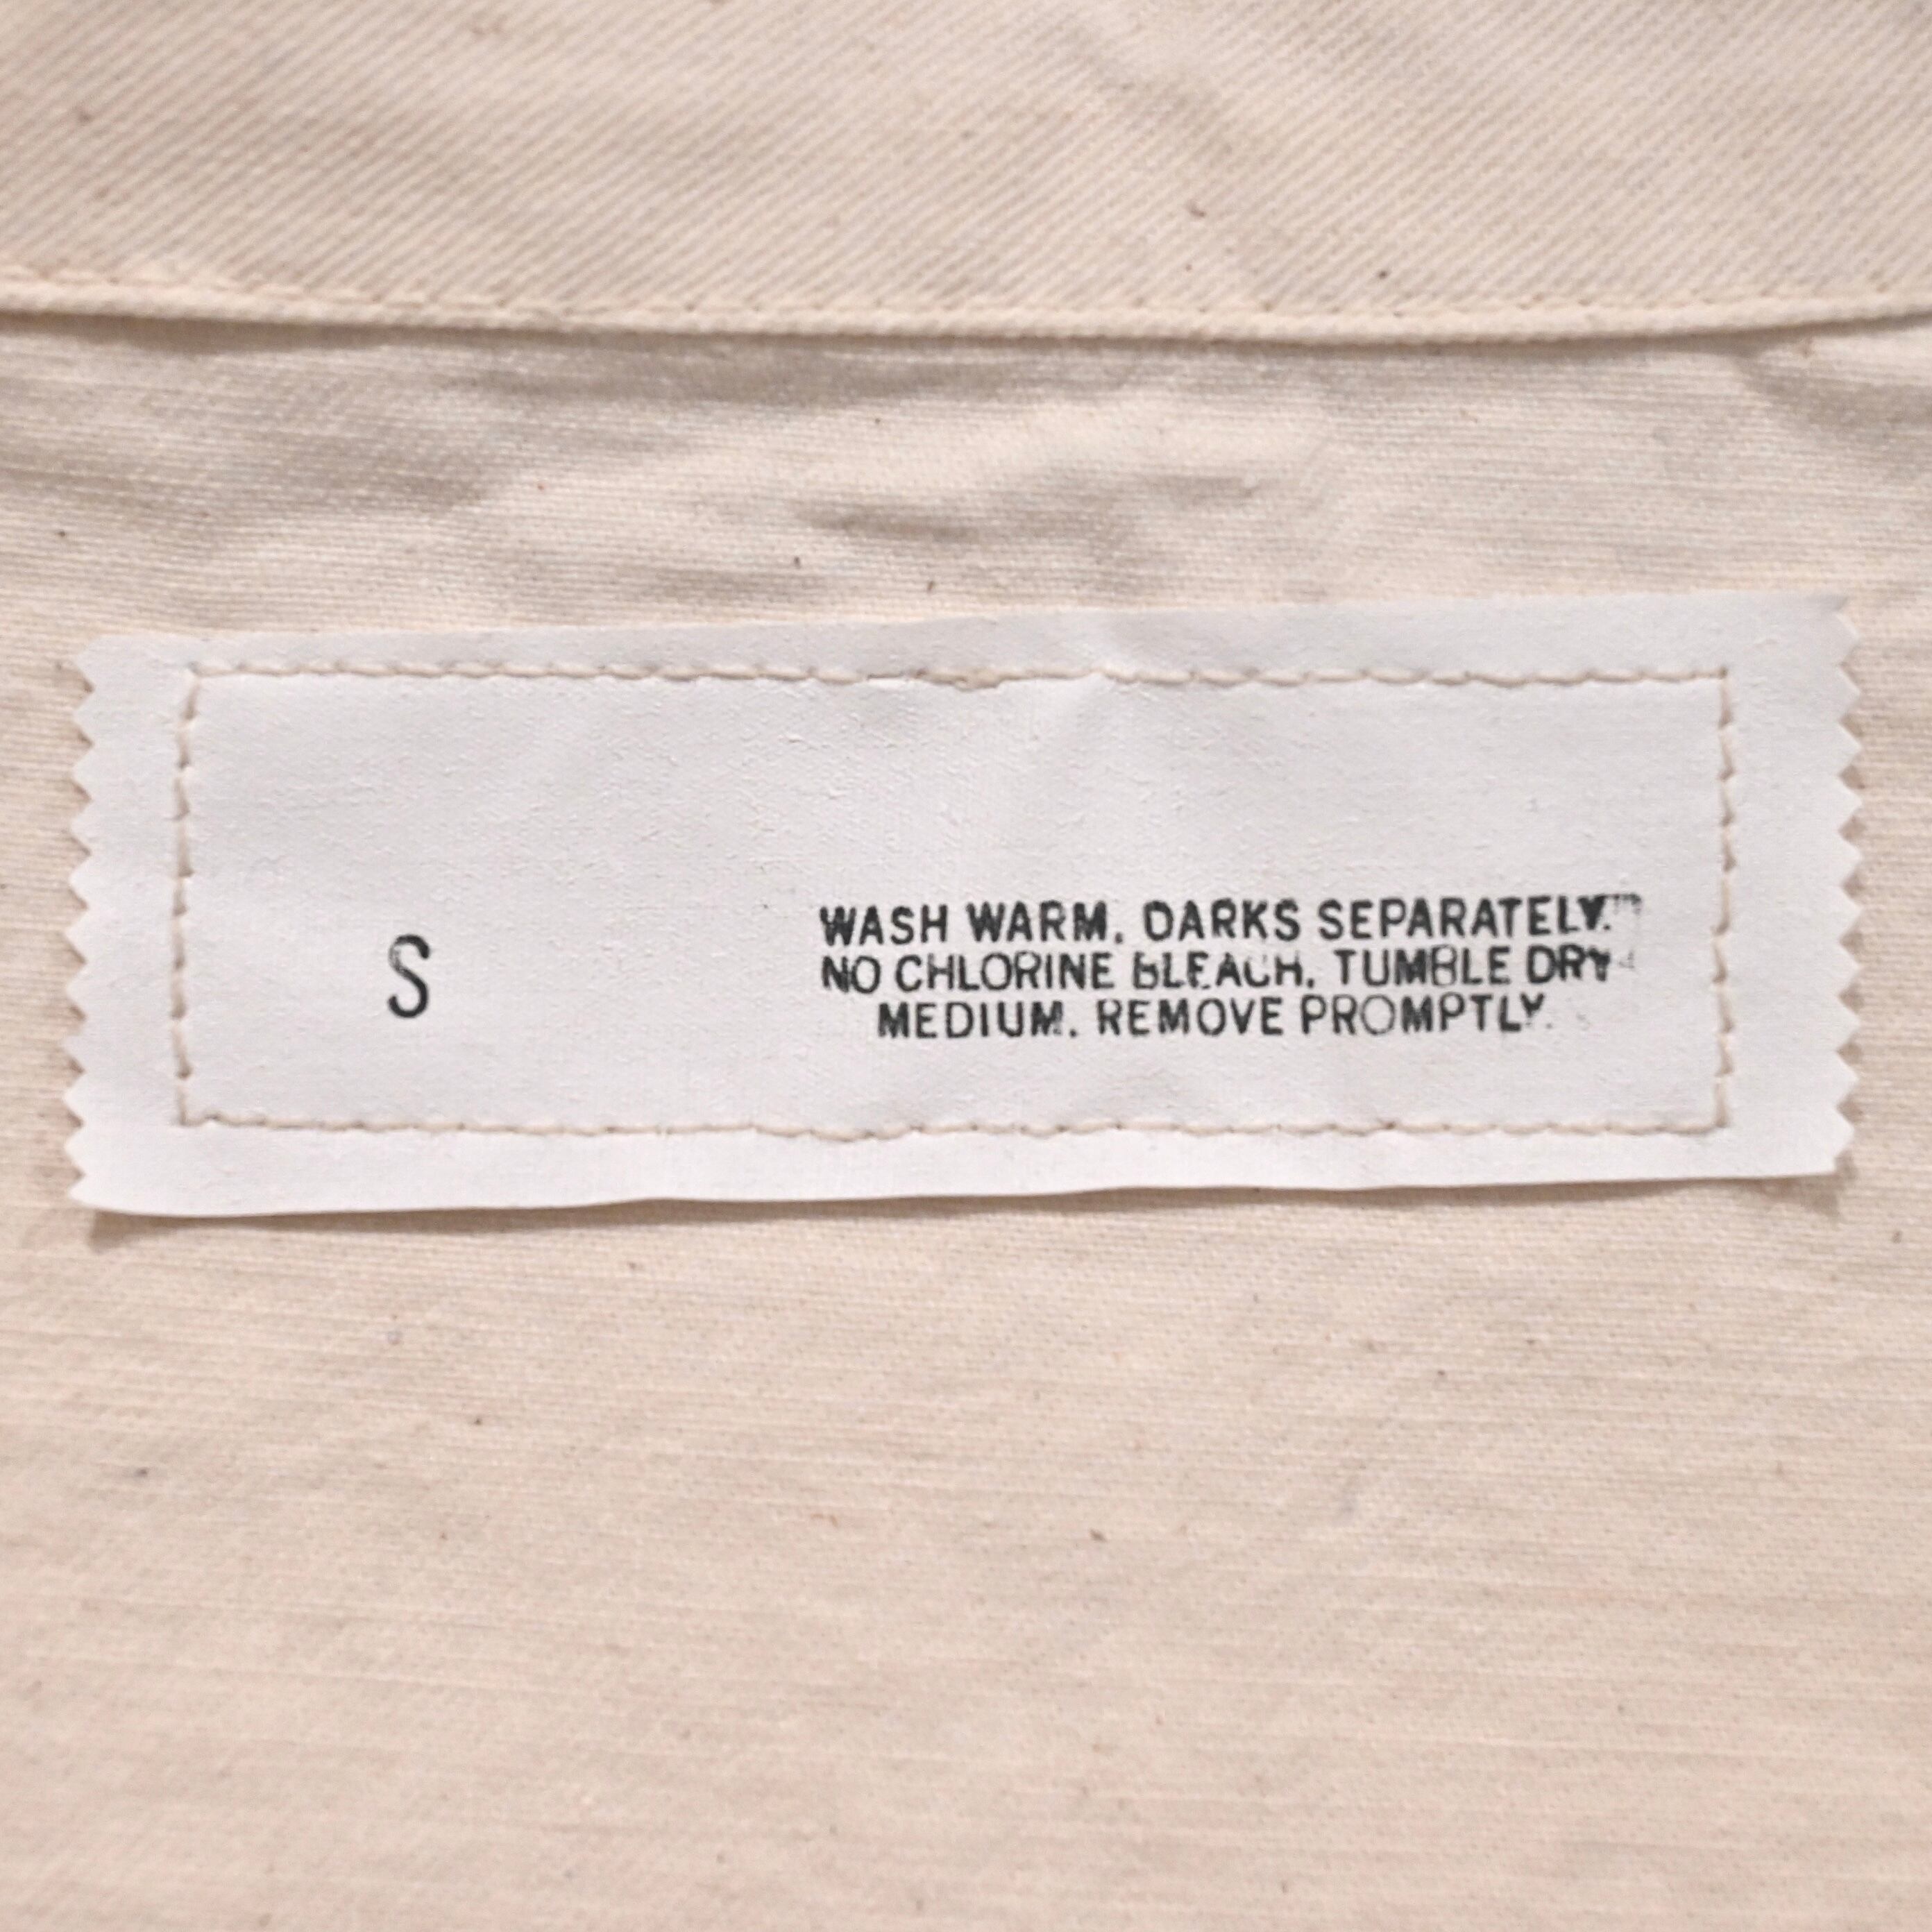 S
WASH WARM. DARKS SEPARATELY.
NO CHLORINE BLEACH. TUMBLE DRY
MEDIUM. REMOVE PROMPTLY.